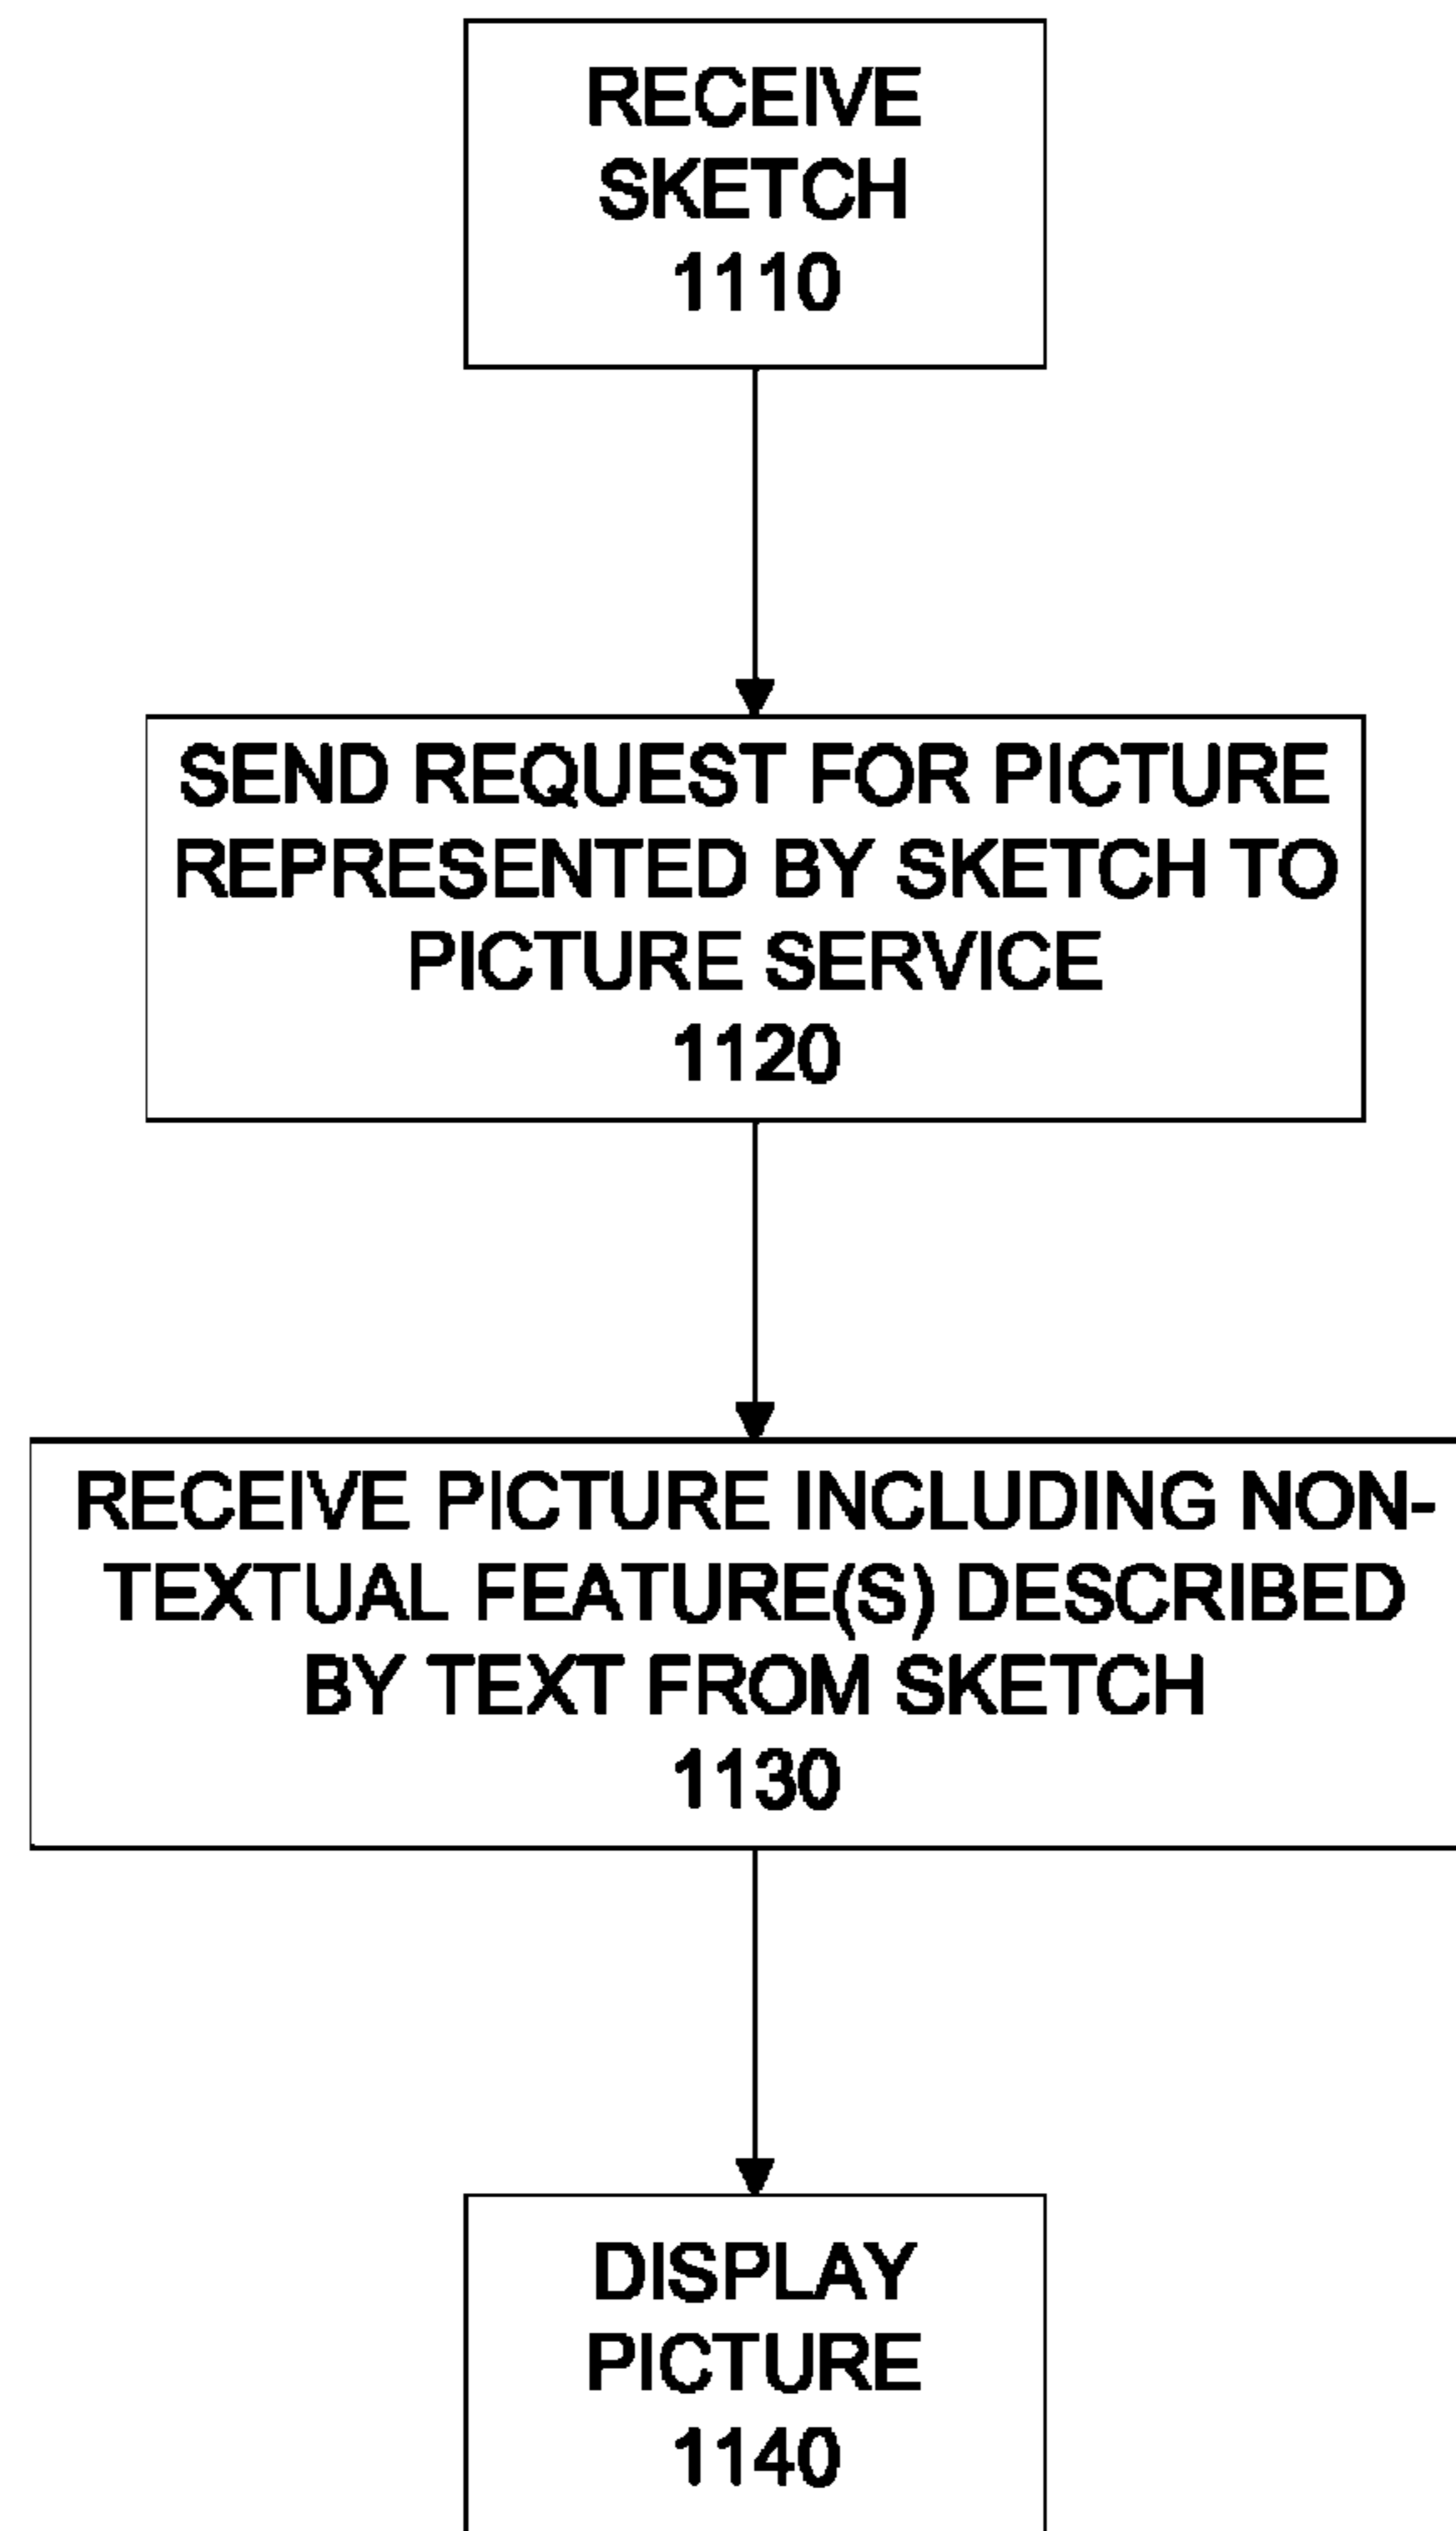 RECEIVE
SKETCH
1110
SEND REQUEST FOR PICTURE
REPRESENTED BY SKETCH TO
PICTURE SERVICE
1120
RECEIVE PICTURE INCLUDING NON-
TEXTUAL FEATURE(S) DESCRIBED
BY TEXT FROM SKETCH
1130
DISPLAY
PICTURE
1140